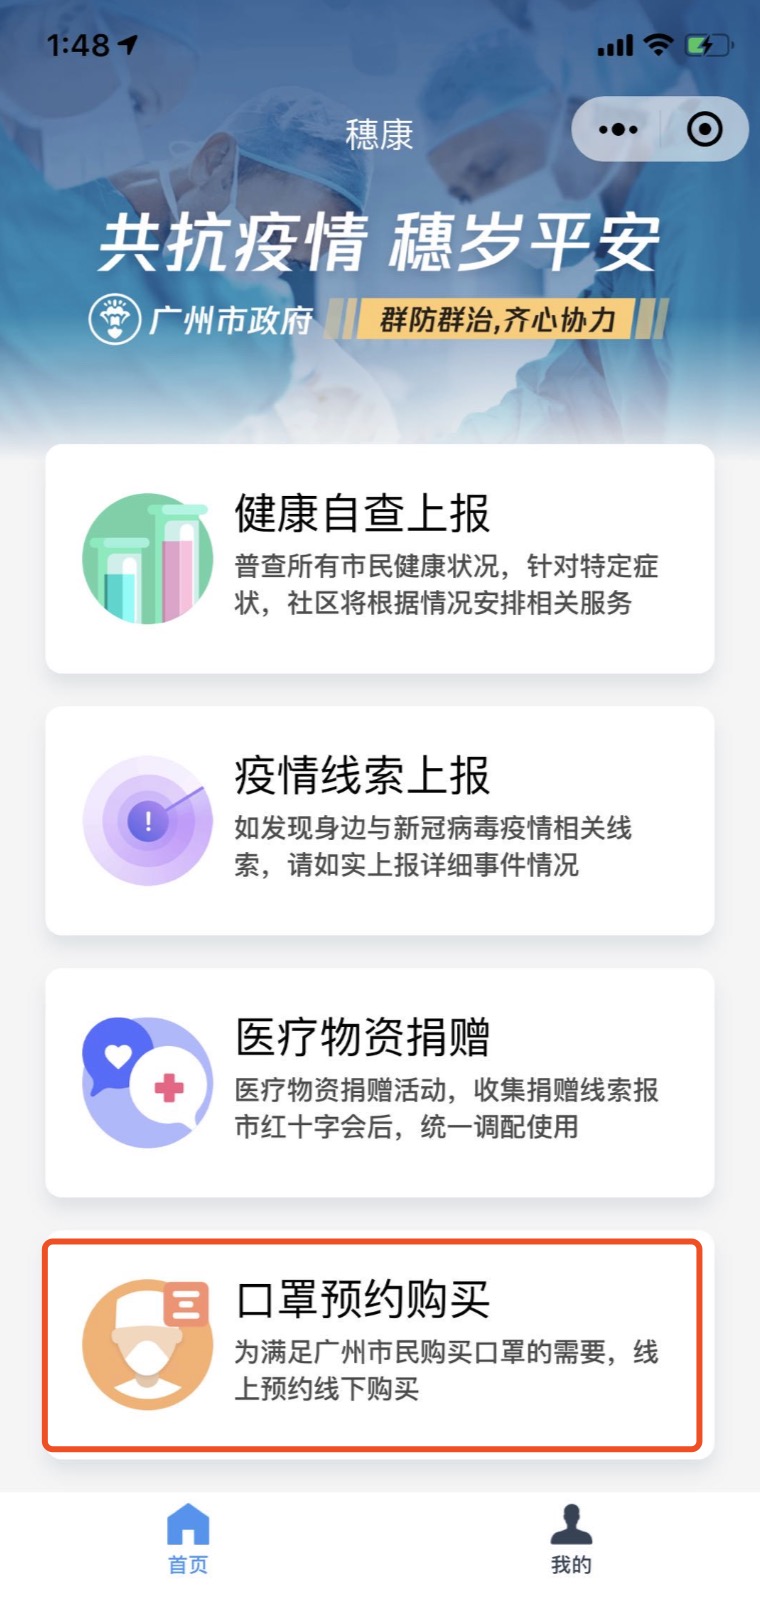 1:48
穗康
共抗疫情 穗岁平安
广州市政府 群防群治,齐心协力
健康自查上报
普查所有市民健康状况，针对特定症
状，社区将根据情况安排相关服务
疫情线索上报
如发现身边与新冠病毒疫情相关线
索，请如实上报详细事件情况
医疗物资捐赠
医疗物资捐赠活动，收集捐赠线索报
市红十字会后，统一调配使用
口罩预约购买
为满足广州市民购买口罩的需要，线
上预约线下购买
首页 我的